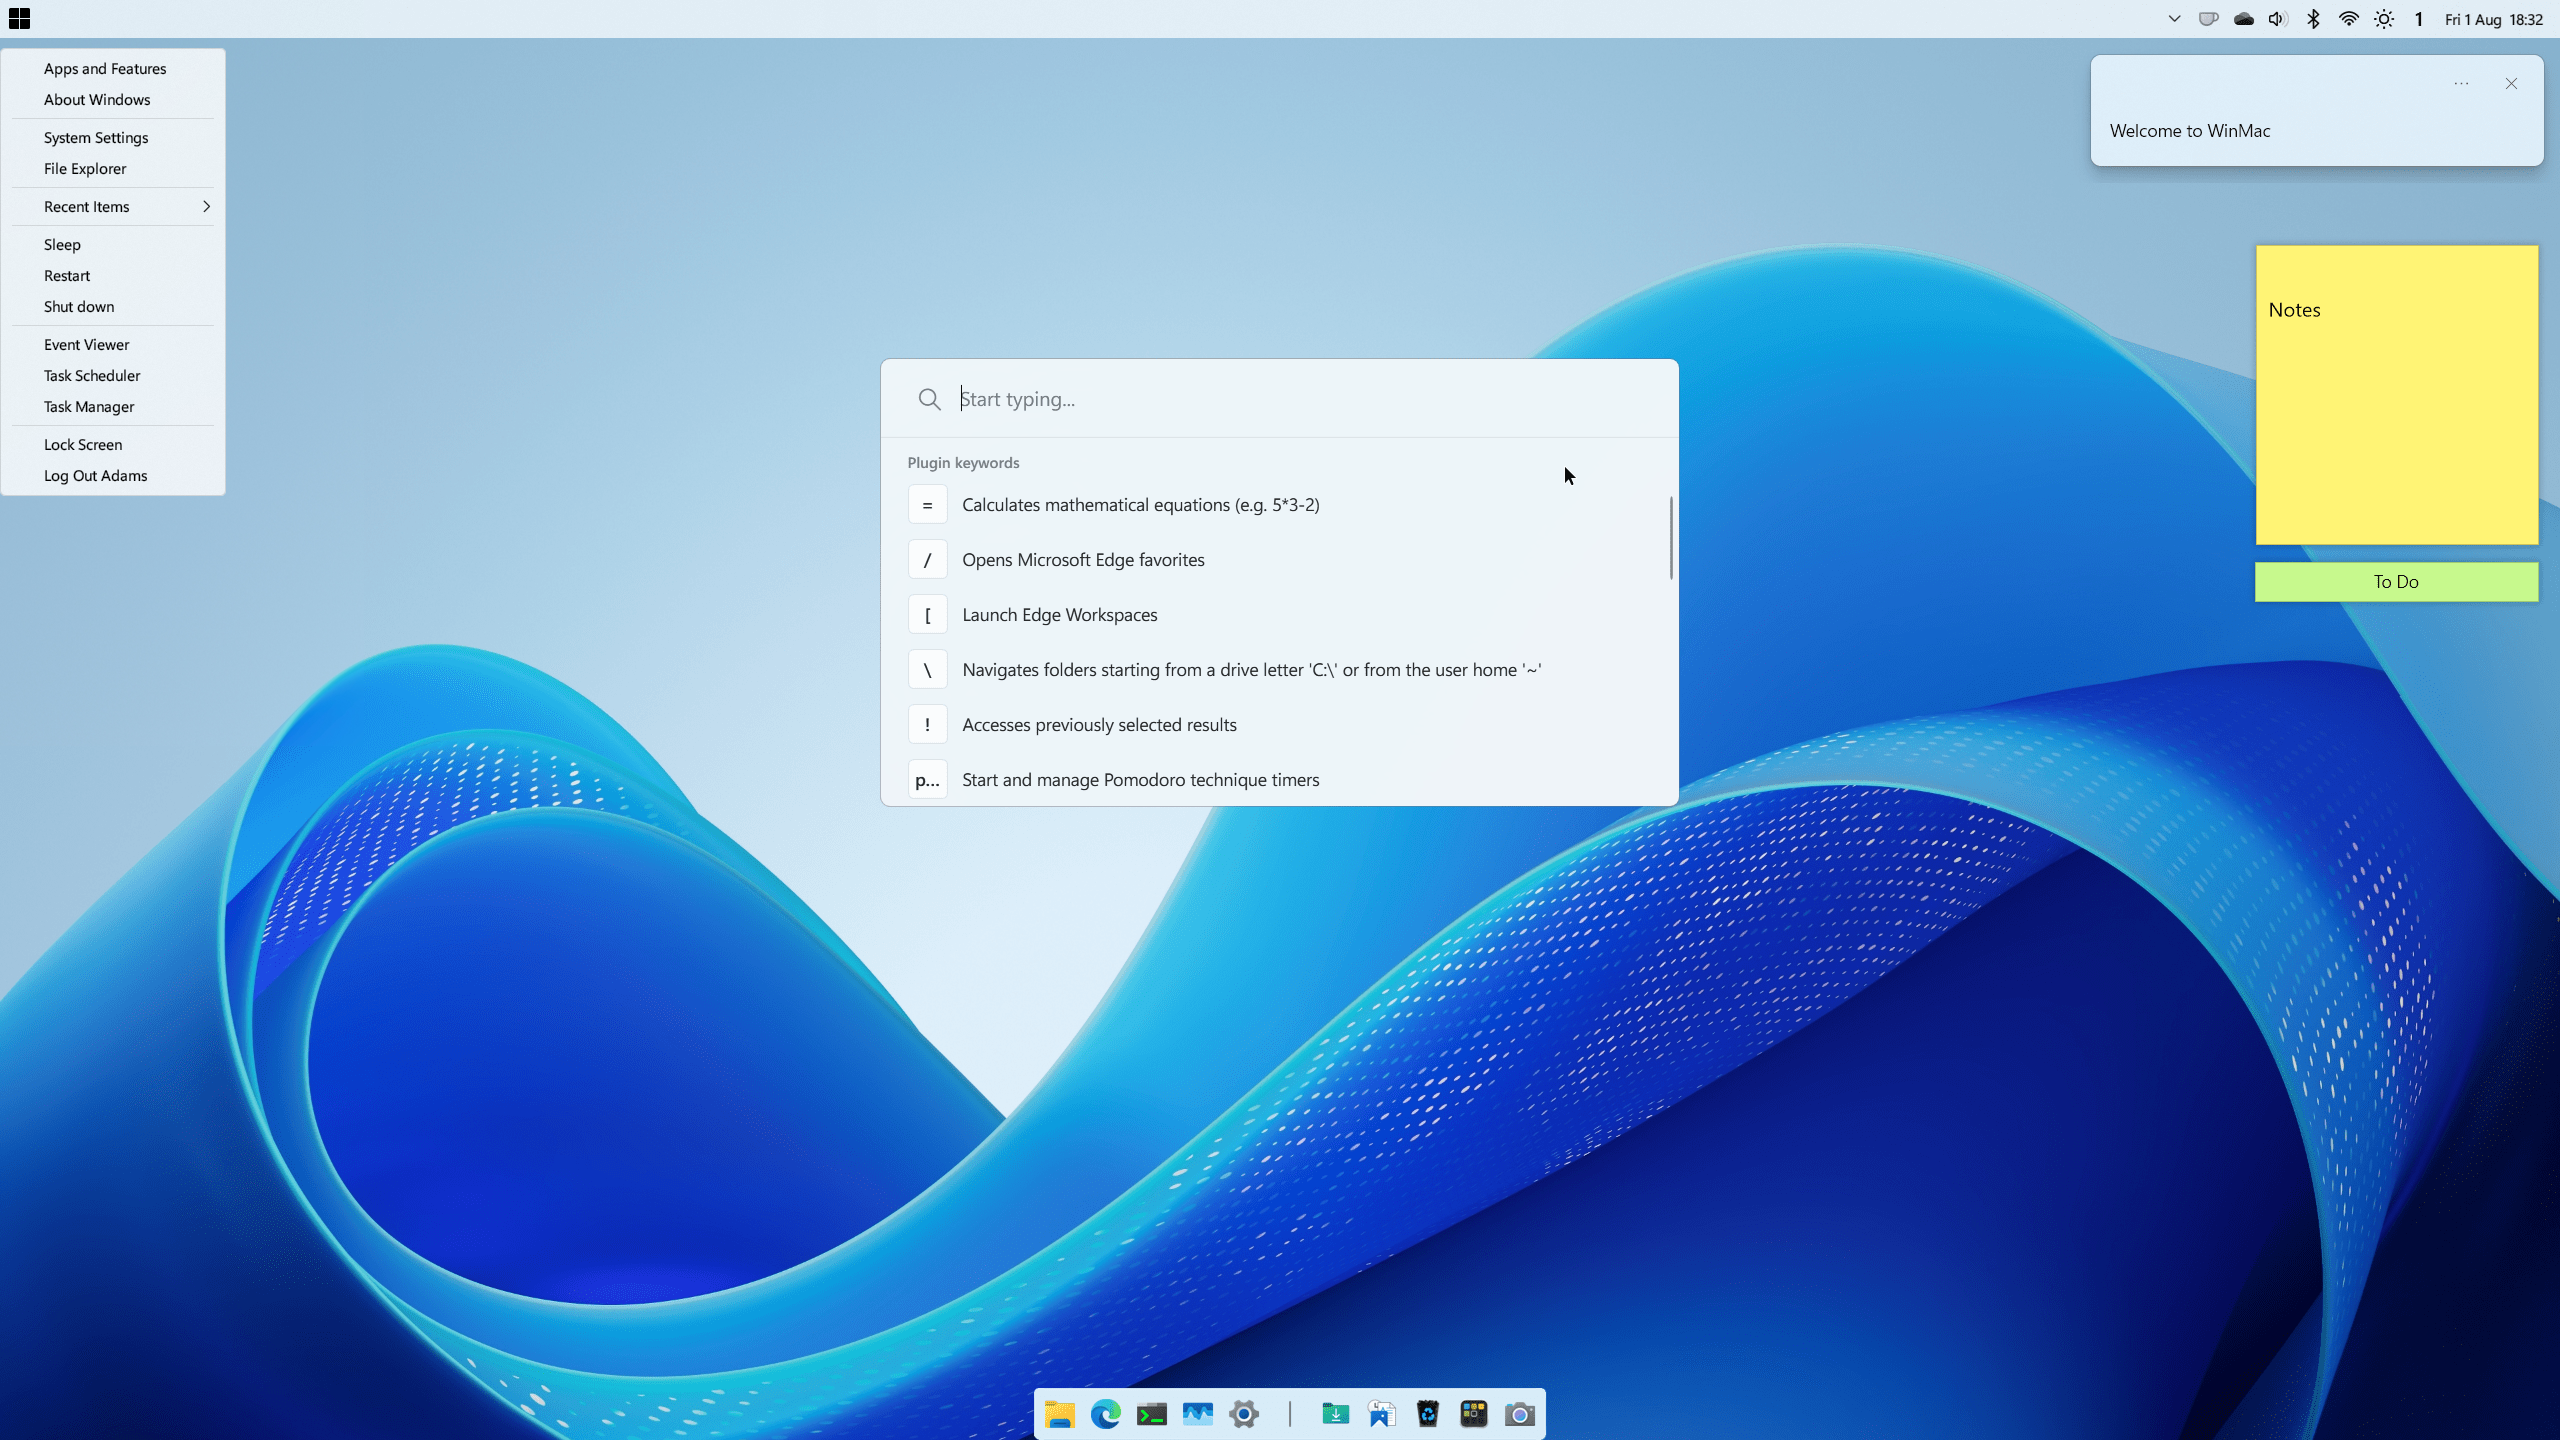 1
Fri 1 Aug 18:32
Apps and Features
About Windows
System Settings
File Explorer
Recent Items
Sleep
Restart
Shut down
Event Viewer
Task Scheduler
Task Manager
Lock Screen
Log Out Adams
Welcome to WinMac
Notes
To Do
Start typing...
Plugin keywords
= Calculates mathematical equations (e.g. 5*3-2)
/ Opens Microsoft Edge favorites
[ Launch Edge Workspaces
\ Navigates folders starting from a drive letter 'C:\' or from the user home '~'
! Accesses previously selected results
p... Start and manage Pomodoro technique timers